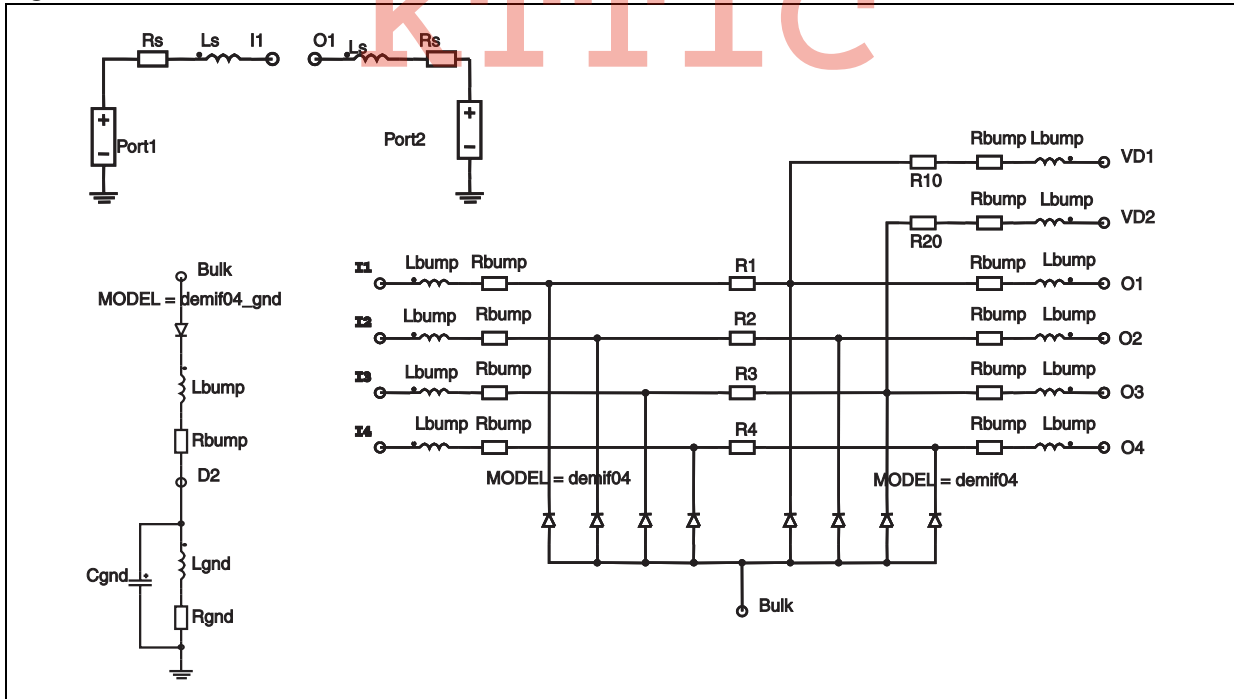 KTTIC
Rs Ls I1 O1 Ls Rs
+ +
Port1 Port2
− −
Rbump Lbump VD1
R10
Rbump Lbump VD2
R20
Bulk
MODEL = demif04_gnd
Lbump
Rbump
D2
Cgnd + Lgnd
Rgnd
I1 Lbump Rbump R1 Rbump Lbump O1
I2 Lbump Rbump R2 Rbump Lbump O2
I3 Lbump Rbump R3 Rbump Lbump O3
I4 Lbump Rbump R4 Rbump Lbump O4
MODEL = demif04 MODEL = demif04
Bulk